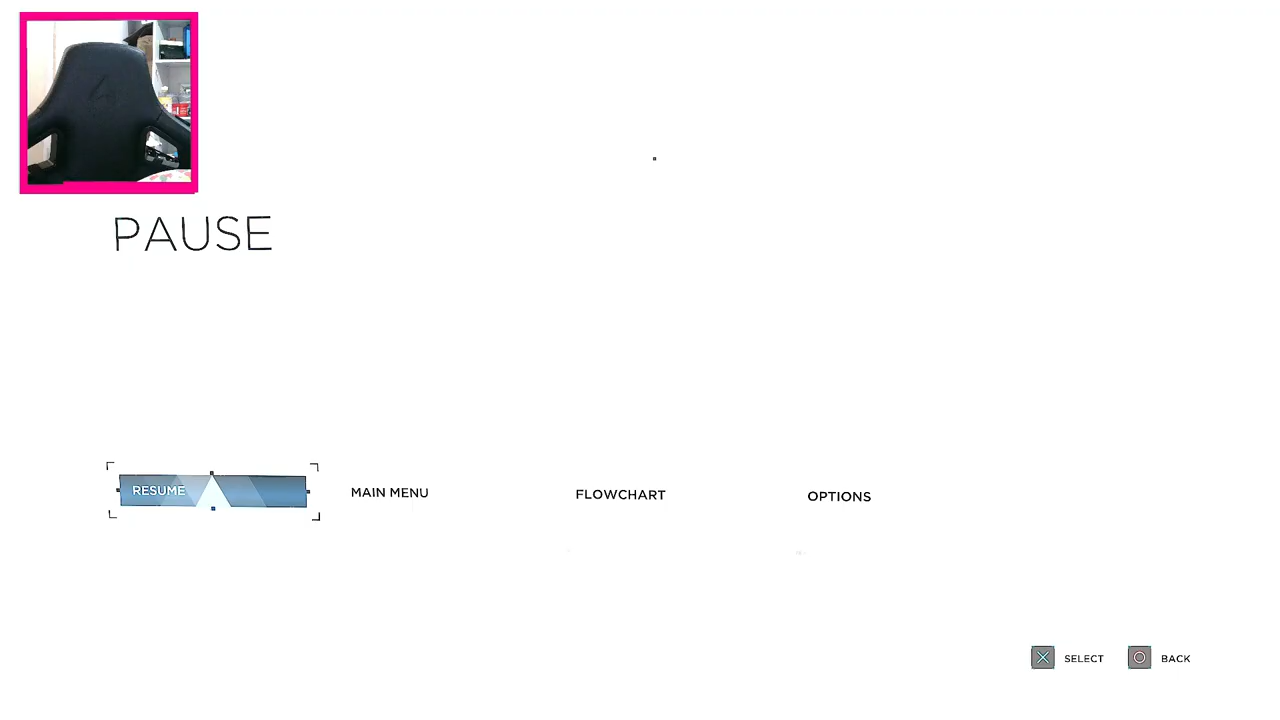 PAUSE
RESUME
MAIN MENU
FLOWCHART
OPTIONS
SELECT
BACK